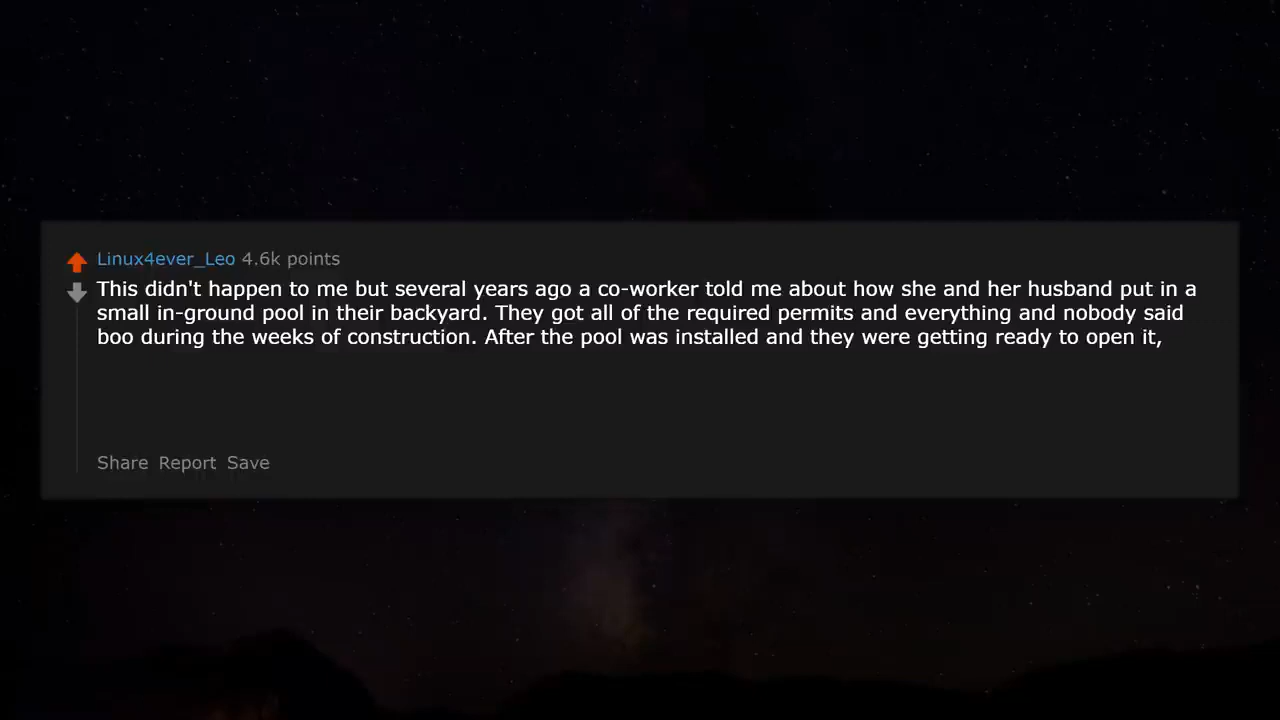 Linux4ever_Leo 4.6k points
This didn't happen to me but several years ago a co-worker told me about how she and her husband put in a
small in-ground pool in their backyard. They got all of the required permits and everything and nobody said
boo during the weeks of construction. After the pool was installed and they were getting ready to open it,
Share Report Save